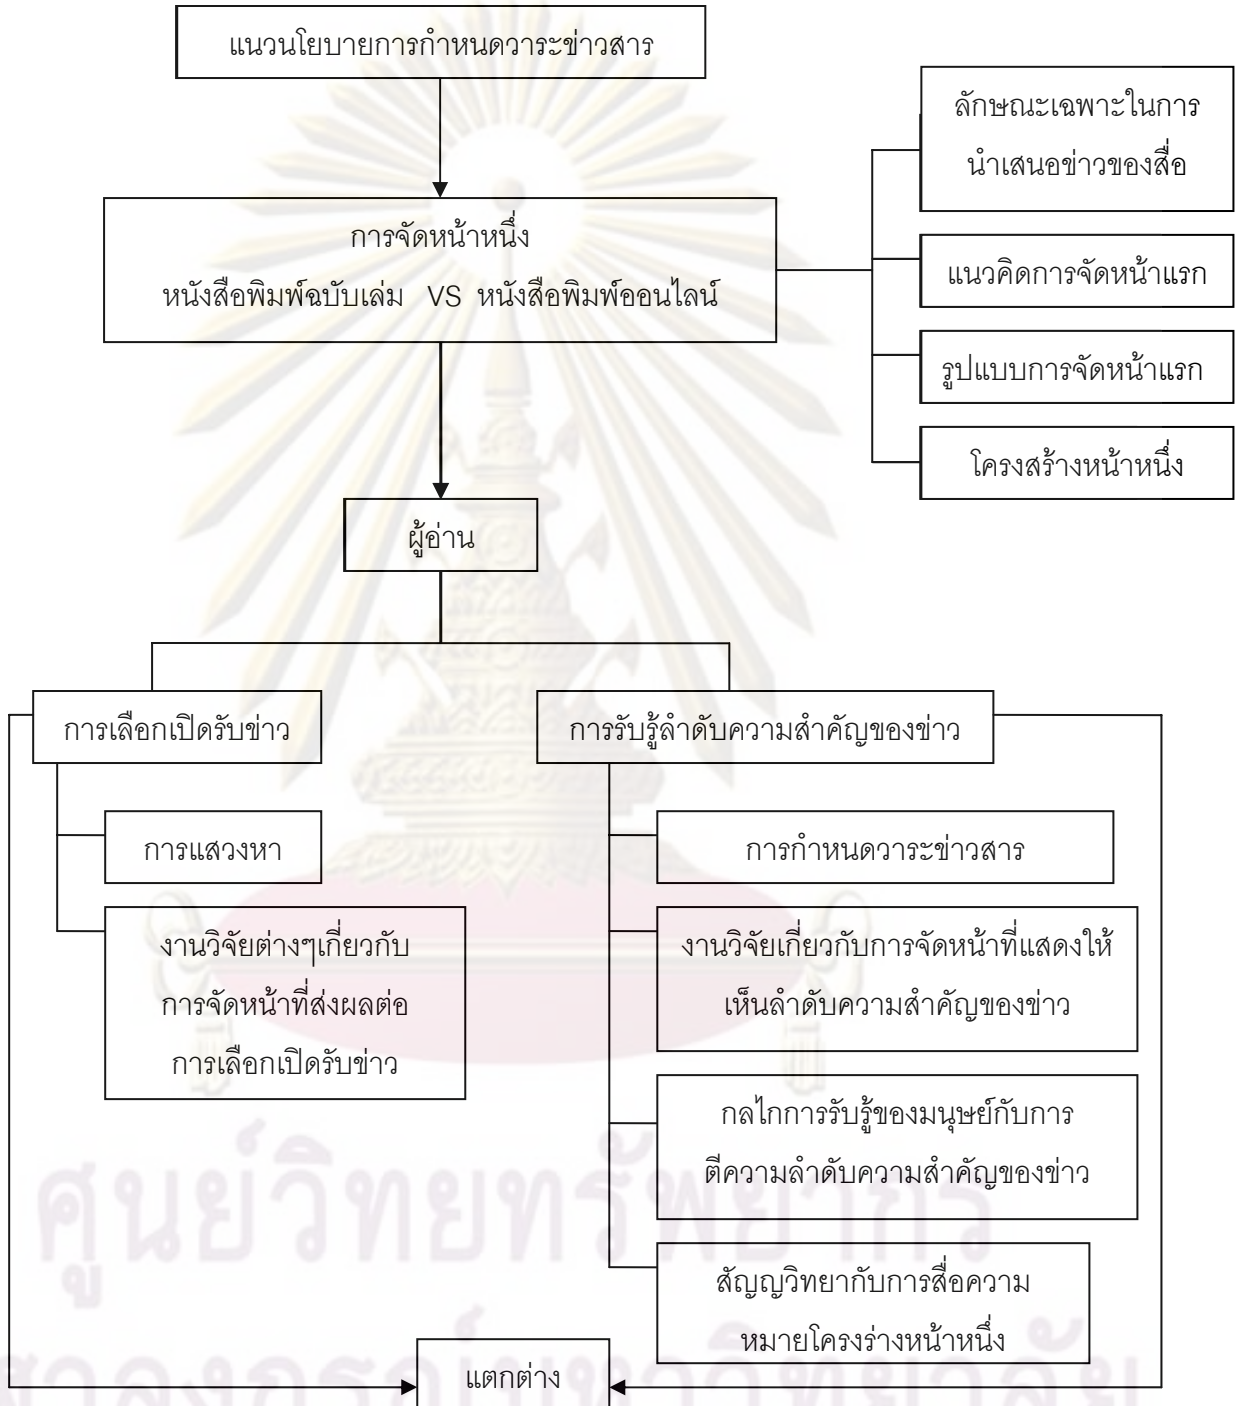 แนวนโยบายการกำหนดวาระข่าวสาร
ลักษณะเฉพาะในการ
นำเสนอข่าวของสื่อ
การจัดหน้าหนึ่ง
หนังสือพิมพ์ฉบับเล่ม VS หนังสือพิมพ์ออนไลน์
แนวคิดการจัดหน้าแรก
รูปแบบการจัดหน้าแรก
โครงสร้างหน้าหนึ่ง
ผู้อ่าน
การเลือกเปิดรับข่าว
การรับรู้ลำดับความสำคัญของข่าว
การแสวงหา
งานวิจัยต่างๆเกี่ยวกับ
การจัดหน้าที่ส่งผลต่อ
การเลือกเปิดรับข่าว
การกำหนดวาระข่าวสาร
งานวิจัยเกี่ยวกับการจัดหน้าที่แสดงให้
เห็นลำดับความสำคัญของข่าว
กลไกการรับรู้ของมนุษย์กับการ
ตีความลำดับความสำคัญของข่าว
สัญญวิทยากับการสื่อความ
หมายโครงร่างหน้าหนึ่ง
แตกต่าง
ศูนย์วิทยทรัพยากร